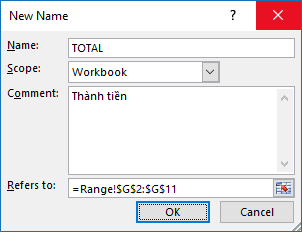 New Name
?
Name: TOTAL
Scope: Workbook
Comment: Thành tiền
Refers to: =Range!$G$2:$G$11
OK Cancel